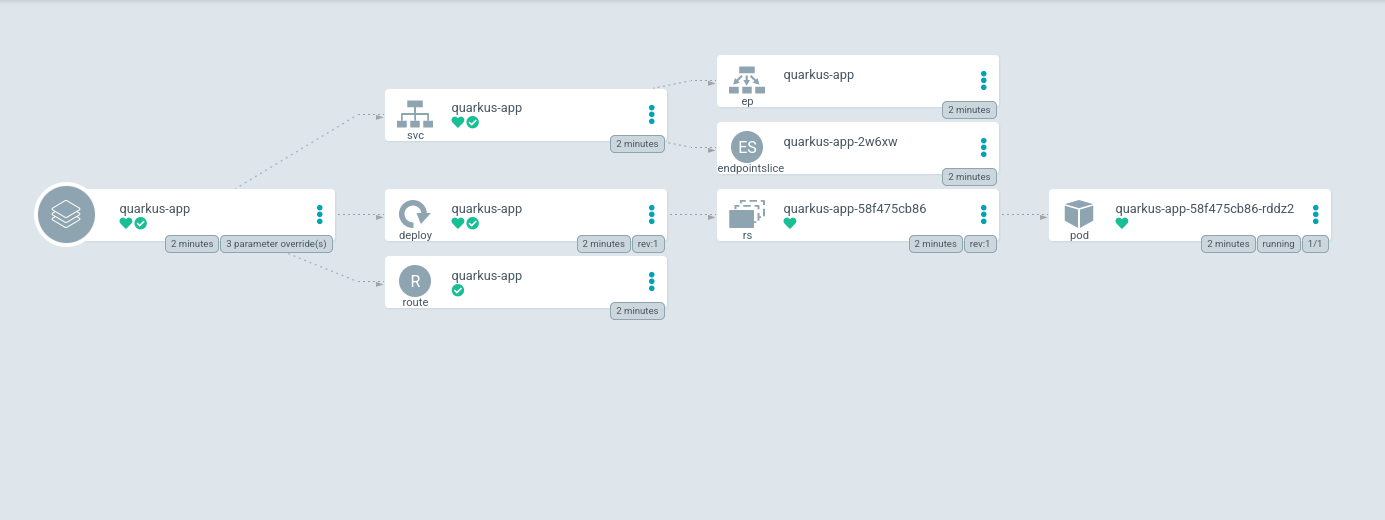 quarkus-app
2 minutes
3 parameter override(s)
svc
quarkus-app
2 minutes
deploy
quarkus-app
2 minutes
rev:1
R
route
quarkus-app
2 minutes
ep
quarkus-app
2 minutes
ES
endpointslice
quarkus-app-2w6xw
2 minutes
rs
quarkus-app-58f475cb86
2 minutes
rev:1
pod
quarkus-app-58f475cb86-rddz2
2 minutes
running
1/1